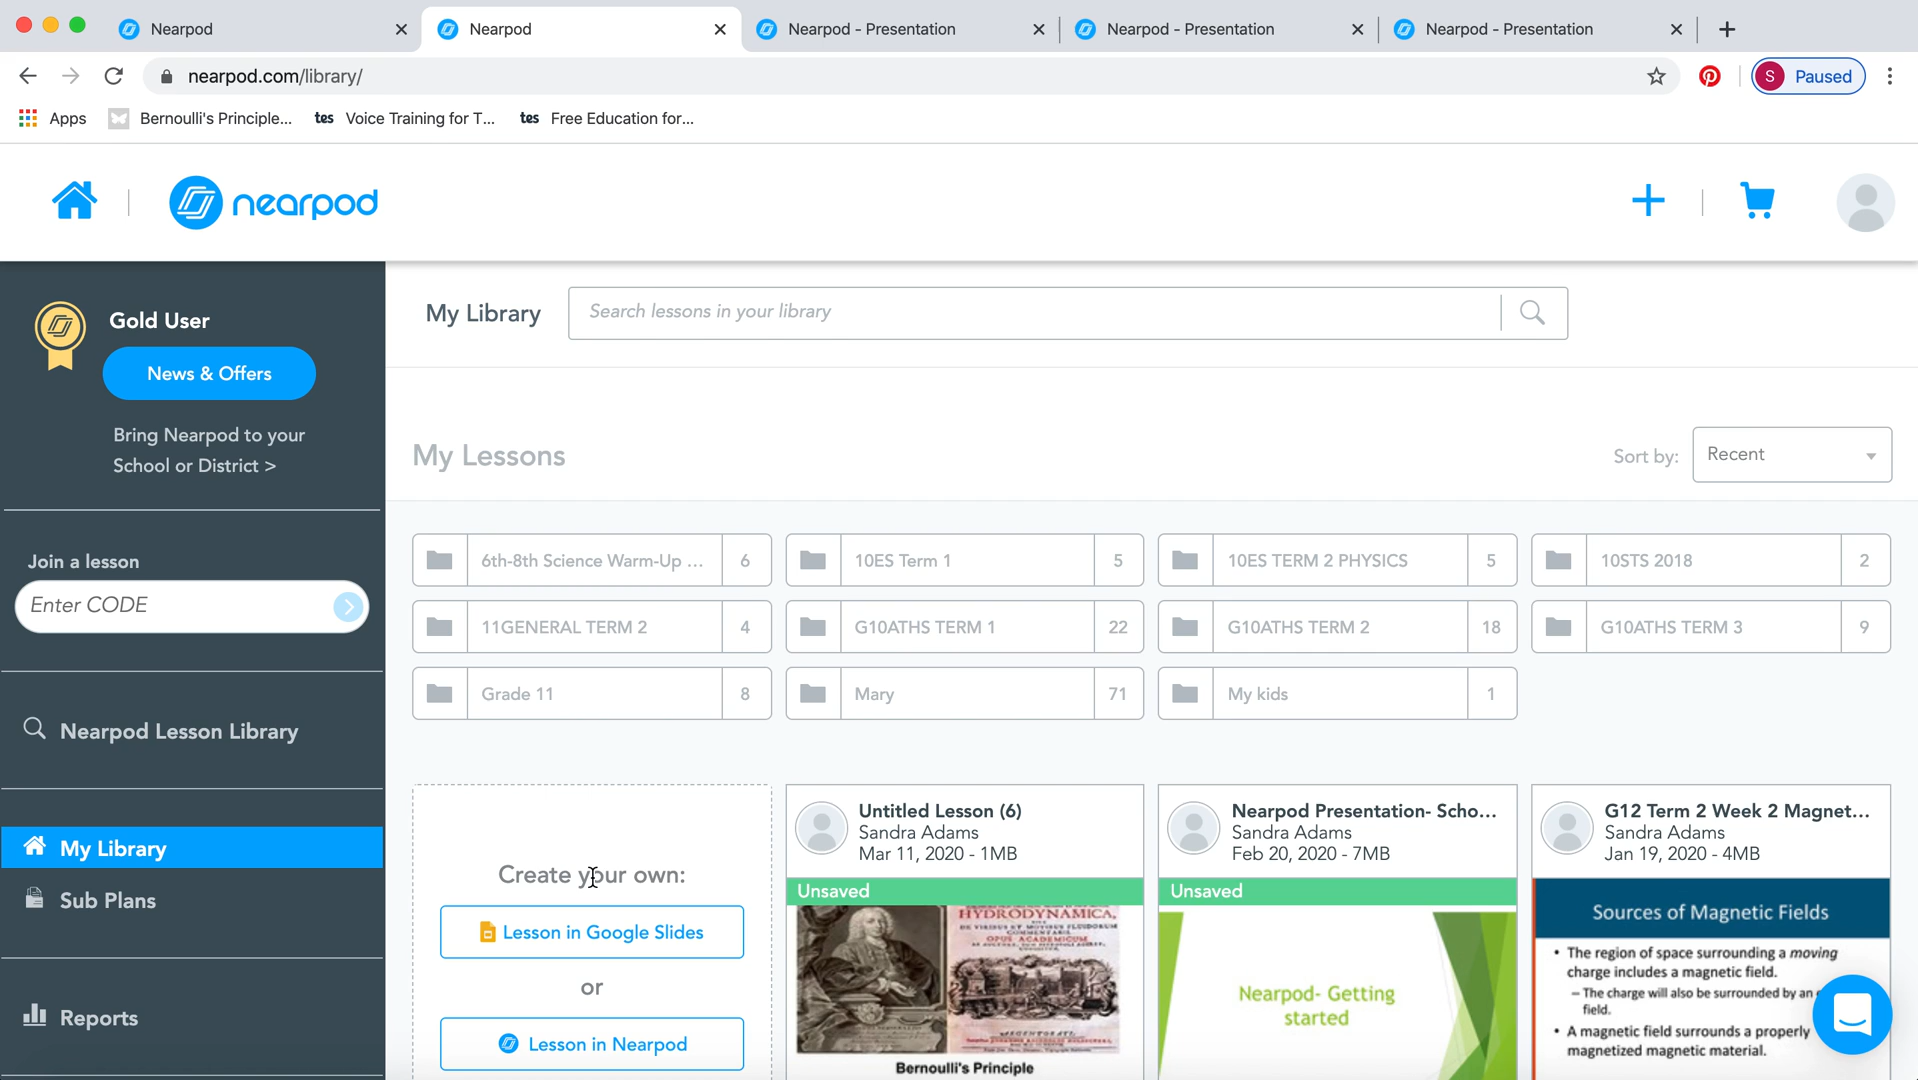 Nearpod
Nearpod
Nearpod - Presentation
Nearpod - Presentation
Nearpod - Presentation
nearpod.com/library/
S
Paused
Apps
Bernoulli's Principle...
tes
Voice Training for T...
tes
Free Education for...
nearpod
Gold User
News & Offers
Bring Nearpod to your
School or District >
Join a lesson
Enter CODE
Nearpod Lesson Library
My Library
Sub Plans
Reports
My Library
Search lessons in your library
My Lessons
Sort by:
Recent
6th-8th Science Warm-Up ...
6
10ES Term 1
5
10ES TERM 2 PHYSICS
5
10STS 2018
2
11GENERAL TERM 2
4
G10ATHS TERM 1
22
G10ATHS TERM 2
18
G10ATHS TERM 3
9
Grade 11
8
Mary
71
My kids
1
Create your own:
Lesson in Google Slides
or
Lesson in Nearpod
Untitled Lesson (6)
Sandra Adams
Mar 11, 2020 - 1MB
Unsaved
HYDRODYNAMICA,
OPUS ACADEMICUM
Bernoulli's Principle
Nearpod Presentation- Scho...
Sandra Adams
Feb 20, 2020 - 7MB
Unsaved
Nearpod- Getting
started
G12 Term 2 Week 2 Magnet...
Sandra Adams
Jan 19, 2020 - 4MB
Sources of Magnetic Fields
• The region of space surrounding a moving
charge includes a magnetic field.
– The charge will also be surrounded by an
field.
• A magnetic field surrounds a properly
magnetized magnetic material.